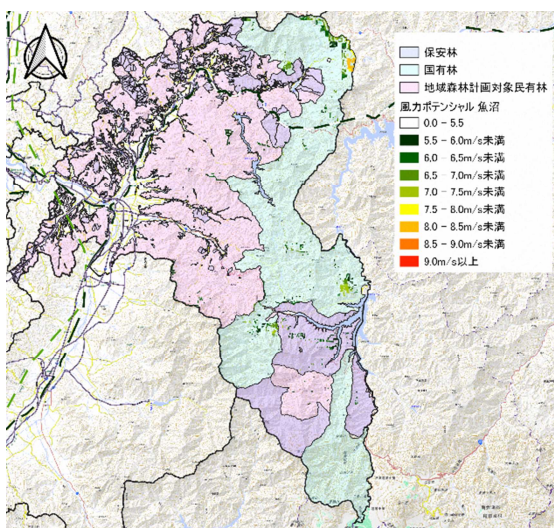 保安林
国有林
地域森林計画対象民有林
風力ポテンシャル 魚沼
0.0 - 5.5
5.5 - 6.0m/s未満
6.0 - 6.5m/s未満
6.5 - 7.0m/s未満
7.0 - 7.5m/s未満
7.5 - 8.0m/s未満
8.0 - 8.5m/s未満
8.5 - 9.0m/s未満
9.0m/s以上